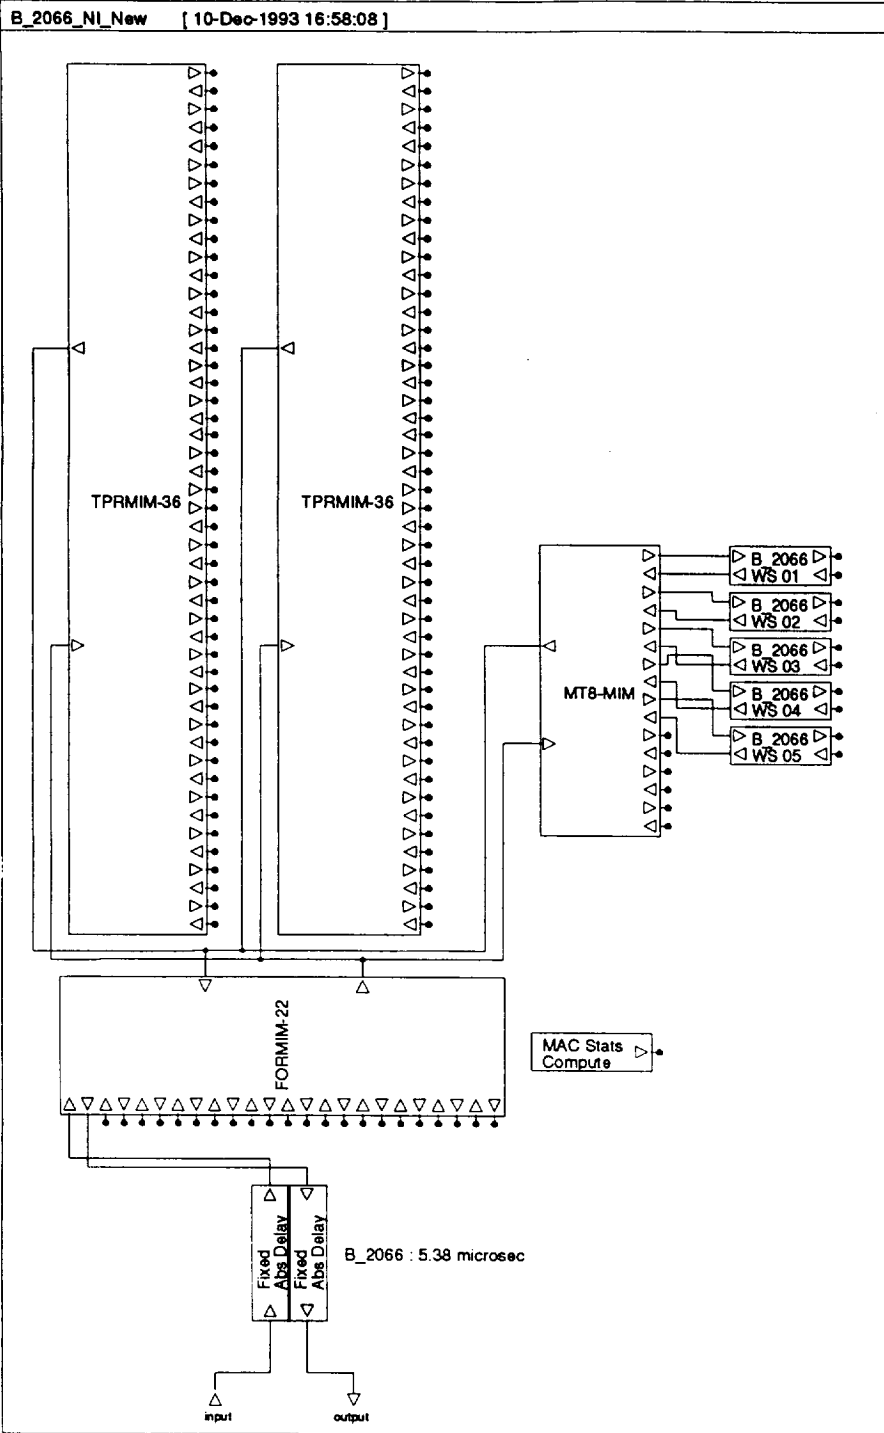 B_2066_NI_New [ 10-Dec-1993 16:58:08 ]
TPRMIM-36
TPRMIM-36
MT8-MIM
B_2066
WS 01
B_2066
WS 02
B_2066
WS 03
B_2066
WS 04
B_2066
WS 05
FORMIM-22
MAC Stats
Compute
Fixed
Abs Delay
Fixed
Abs Delay
B_2066 : 5.38 microsec
input
output